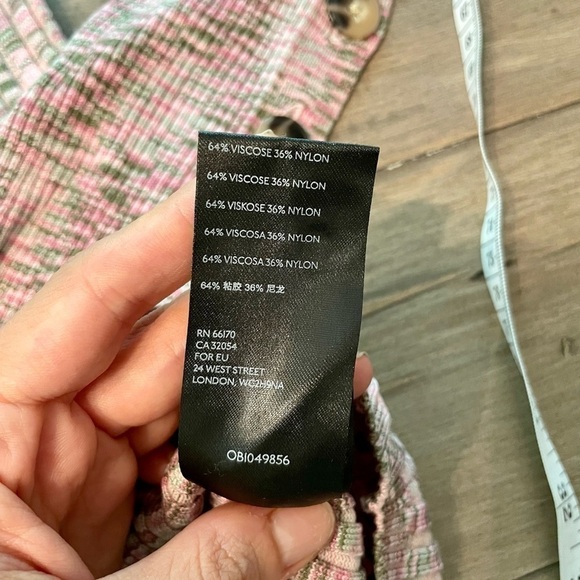 64% VISCOSE 36% NYLON
64% VISCOSE 36% NYLON
64% VISKOSE 36% NYLON
64% VISCOSA 36% NYLON
64% VISCOSA 36% NYLON
64% 粘胶 36% 尼龙
RN 66170
CA 32054
FOR EU
24 WEST STREET
LONDON, WC2H9NA
OB1049856